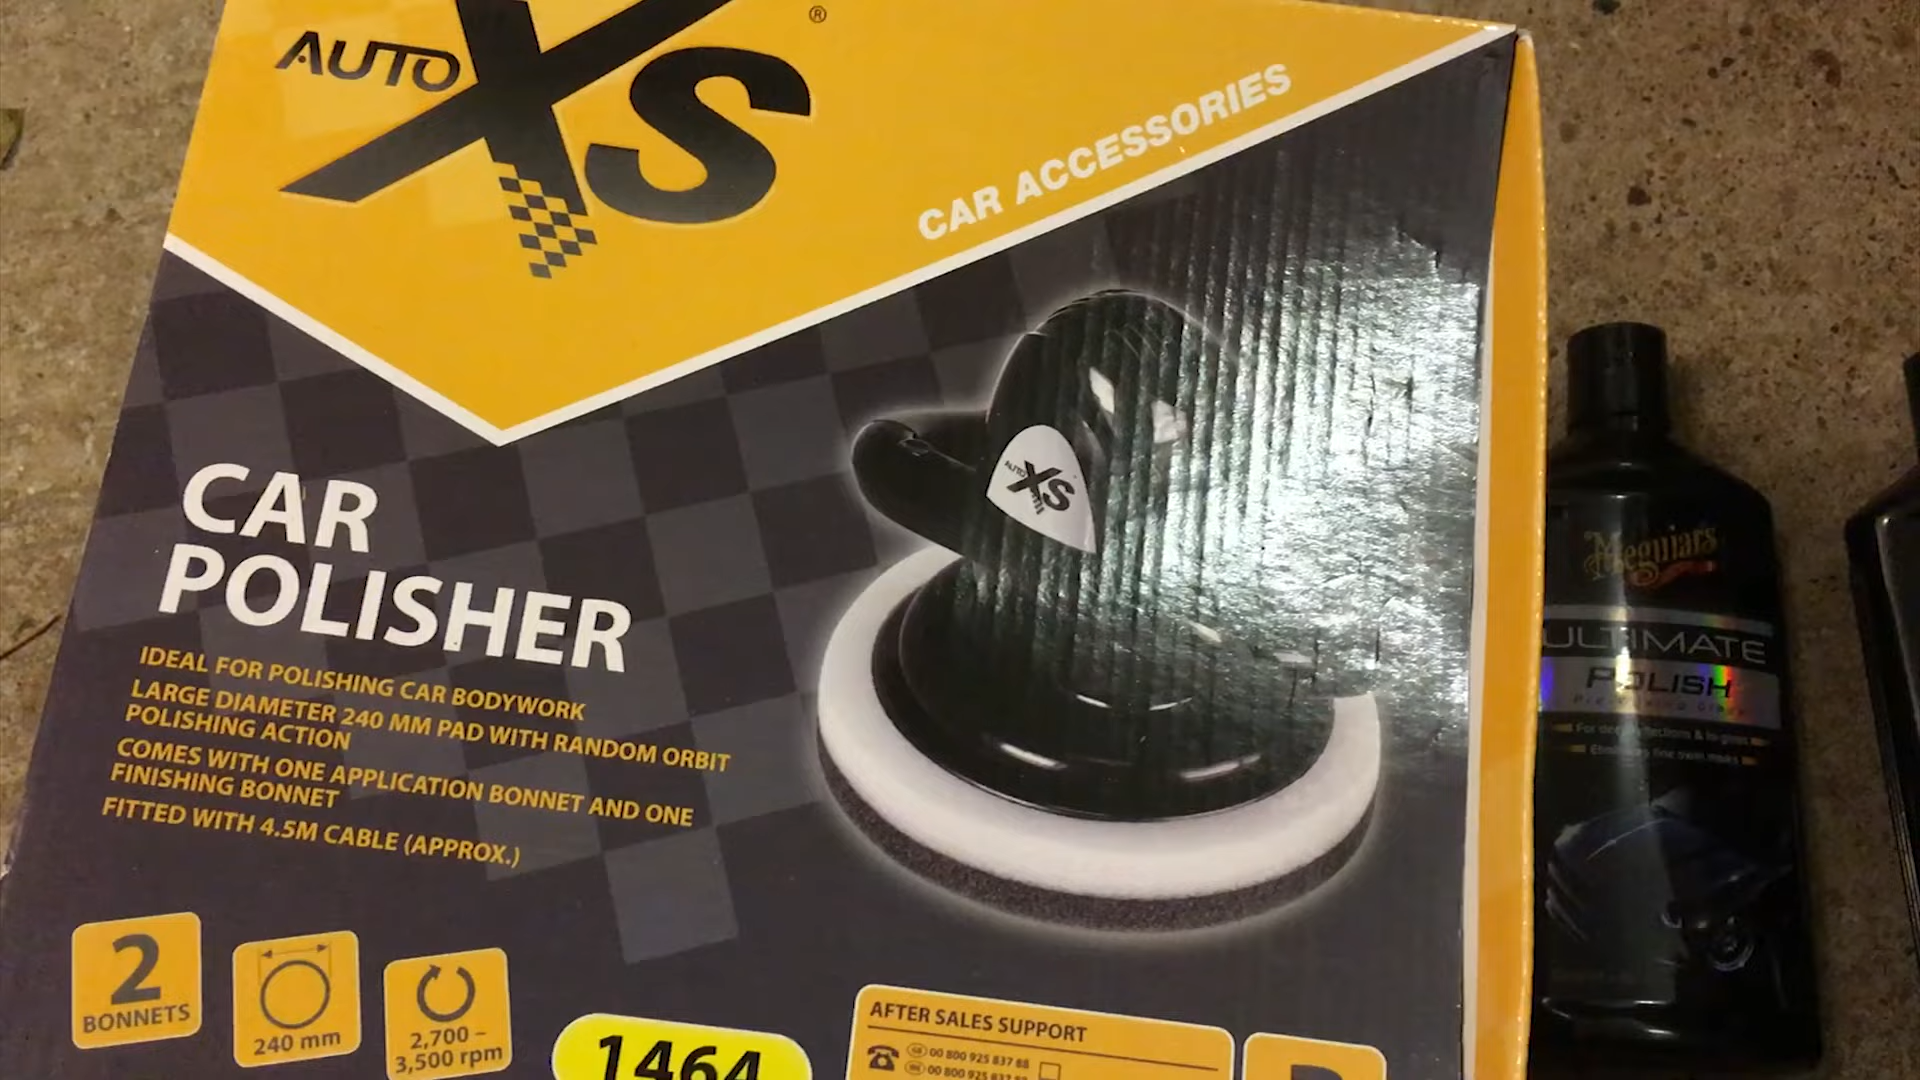 AUTO XS ®
CAR ACCESSORIES
AUTO XS
CAR
POLISHER
IDEAL FOR POLISHING CAR BODYWORK
LARGE DIAMETER 240 MM PAD WITH RANDOM ORBIT
POLISHING ACTION
COMES WITH ONE APPLICATION BONNET AND ONE
FINISHING BONNET
FITTED WITH 4.5M CABLE (APPROX.)
2
BONNETS
240 mm
2,700 –
3,500 rpm
1464
AFTER SALES SUPPORT
GB 00 800 925 837 88
Meguiar's
ULTIMATE
POLISH